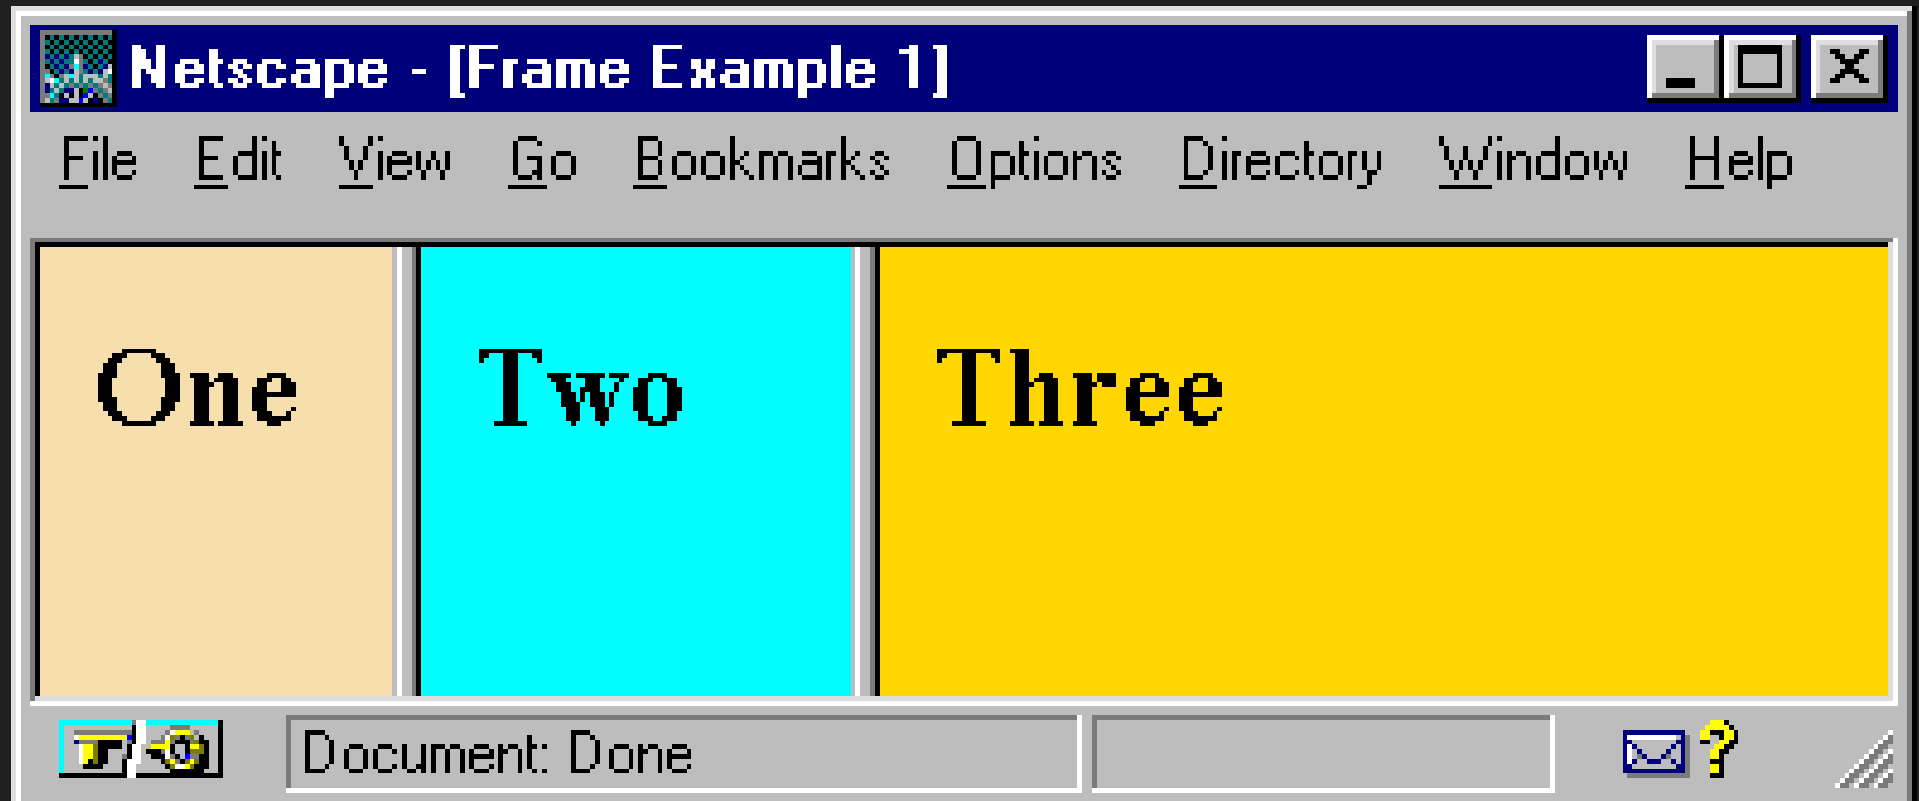 Netscape - [Frame Example 1]
File Edit View Go Bookmarks Options Directory Window Help
One Two Three
Document: Done
?